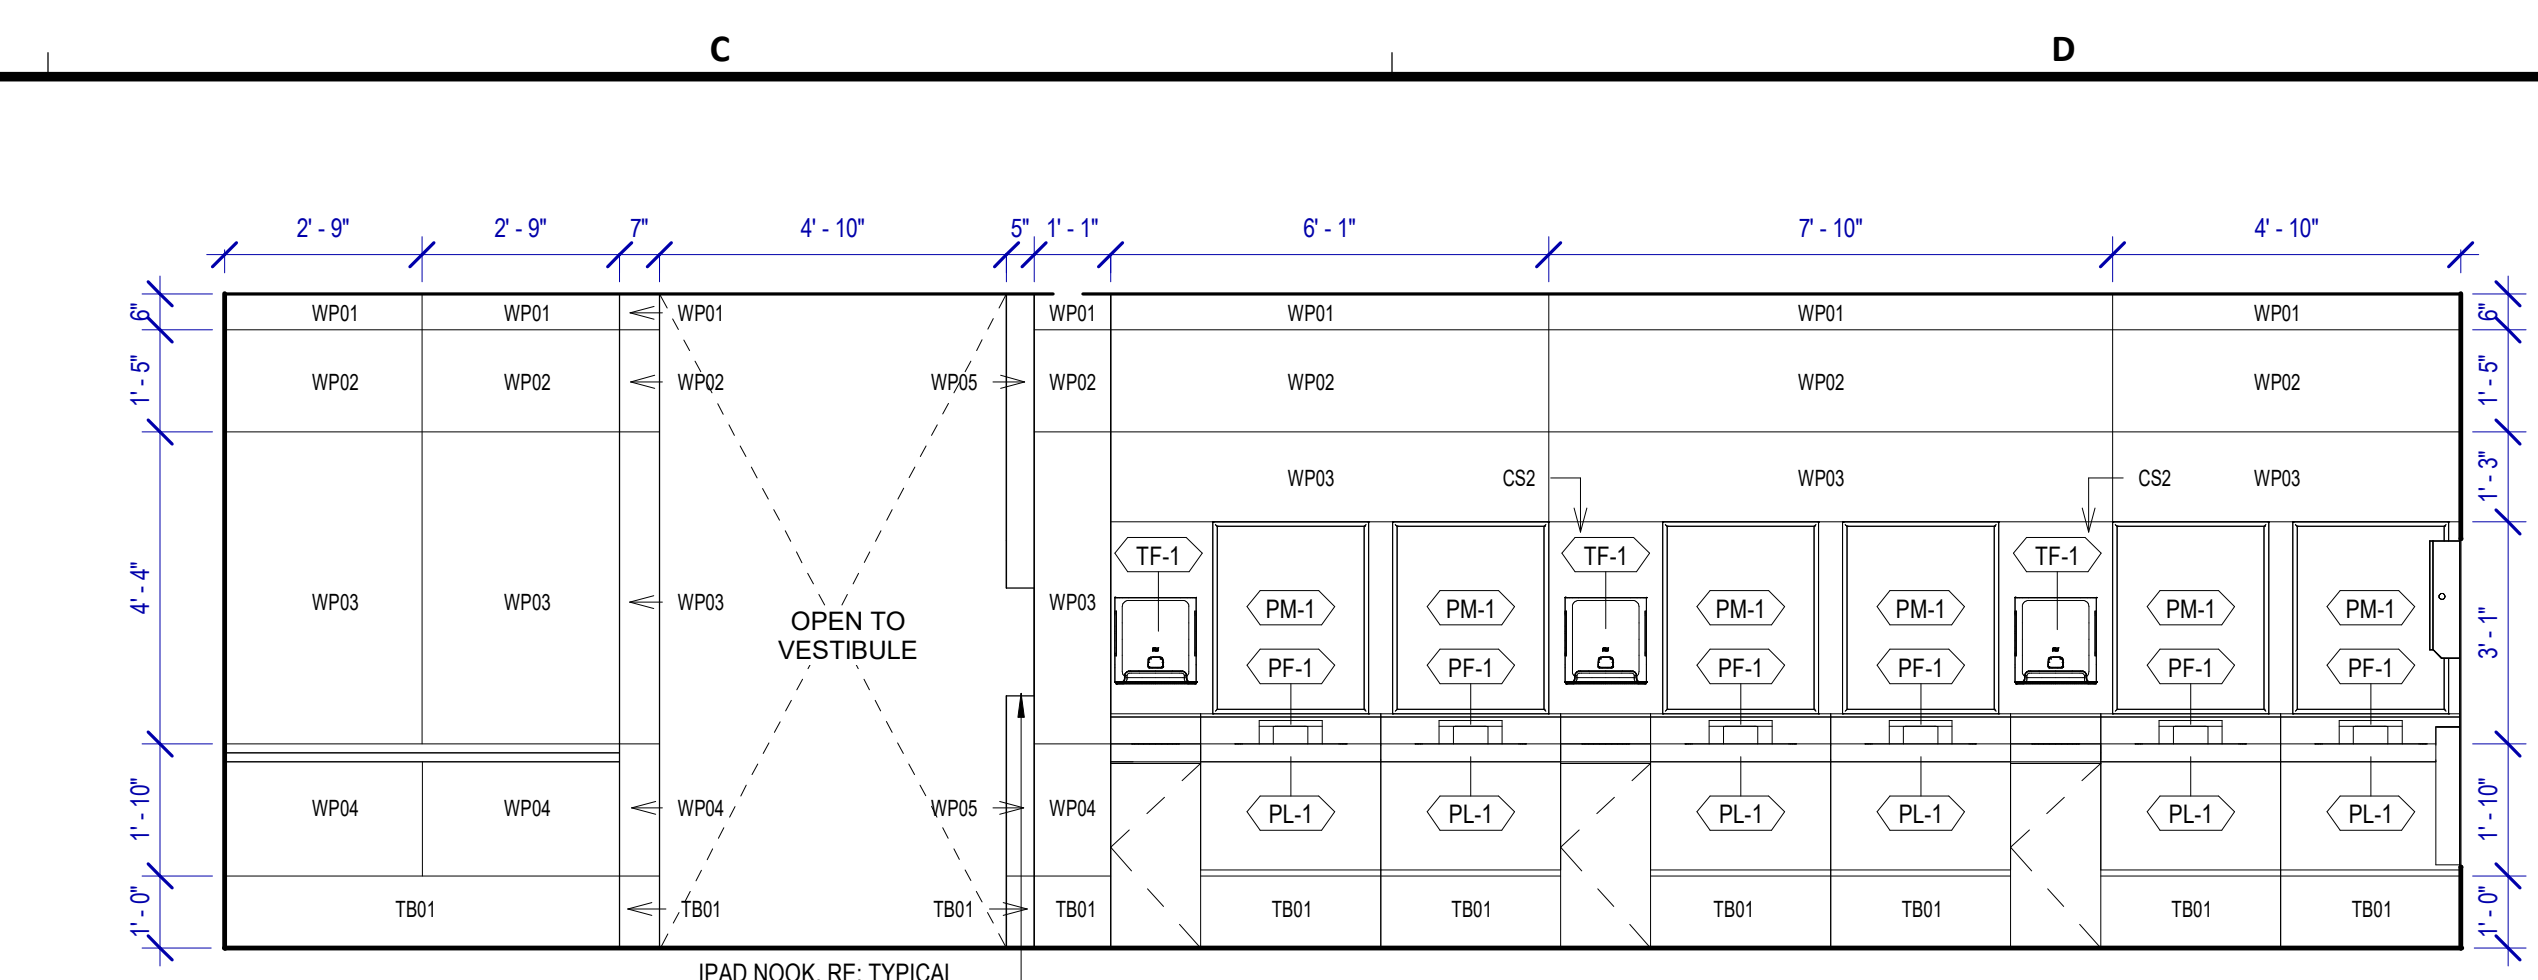 C
D
2' - 9"
2' - 9"
7"
4' - 10"
5"
1' - 1"
6' - 1"
7' - 10"
4' - 10"
6"
WP01
WP01
WP01
WP01
WP01
WP01
WP01
6"
1' - 5"
WP02
WP02
WP02
WP05
WP02
WP02
WP02
WP02
1' - 5"
WP03
CS2
WP03
CS2
WP03
1' - 3"
TF-1
TF-1
TF-1
4' - 4"
WP03
WP03
WP03
WP03
PM-1
PM-1
PM-1
PM-1
PM-1
PM-1
OPEN TO
VESTIBULE
3' - 1"
PF-1
PF-1
PF-1
PF-1
PF-1
PF-1
1' - 10"
WP04
WP04
WP04
WP05
WP04
PL-1
PL-1
PL-1
PL-1
PL-1
PL-1
1' - 10"
1' - 0"
TB01
TB01
TB01
TB01
TB01
TB01
TB01
TB01
TB01
TB01
1' - 0"
IPAD NOOK, RE: TYPICAL